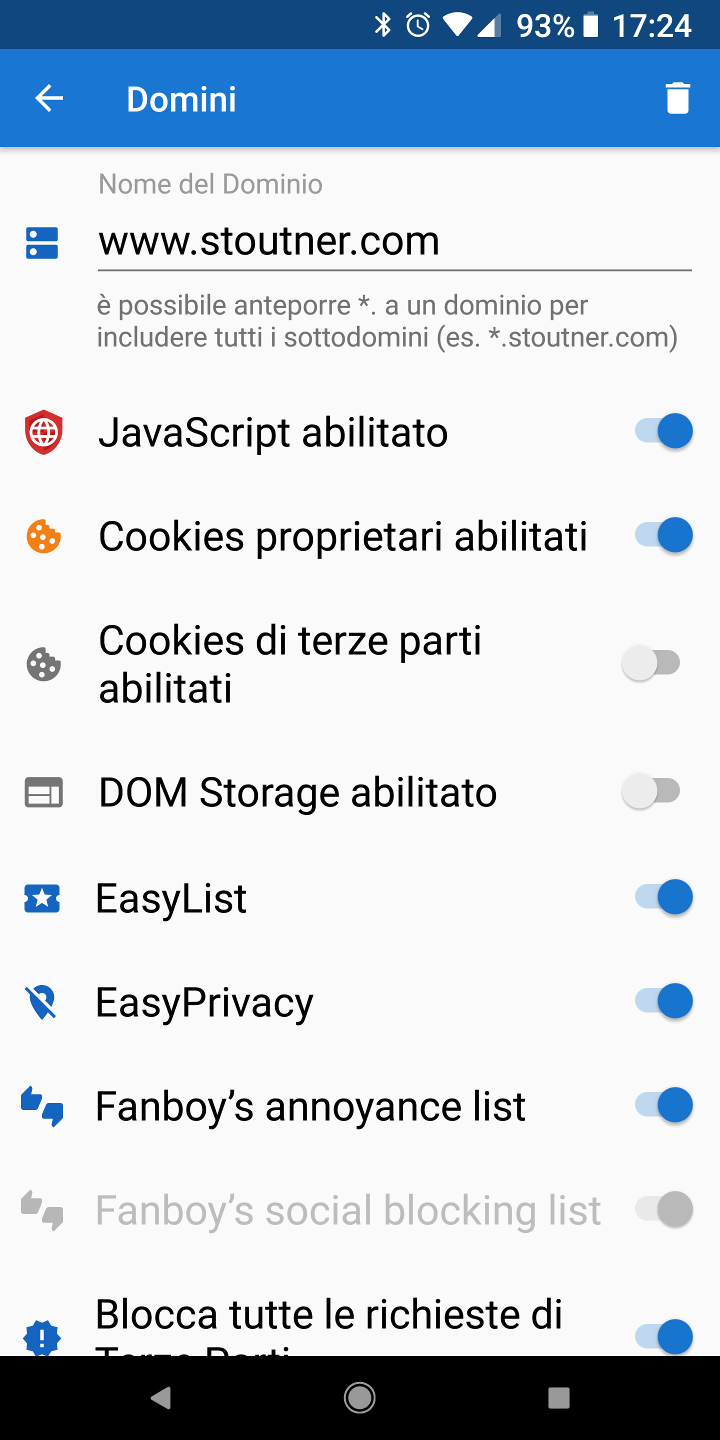 93% 17:24
Domini
Nome del Dominio
www.stoutner.com
è possibile anteporre *. a un dominio per
includere tutti i sottodomini (es. *.stoutner.com)
JavaScript abilitato
Cookies proprietari abilitati
Cookies di terze parti
abilitati
DOM Storage abilitato
EasyList
EasyPrivacy
Fanboy’s annoyance list
Fanboy’s social blocking list
Blocca tutte le richieste di
Terze Parti